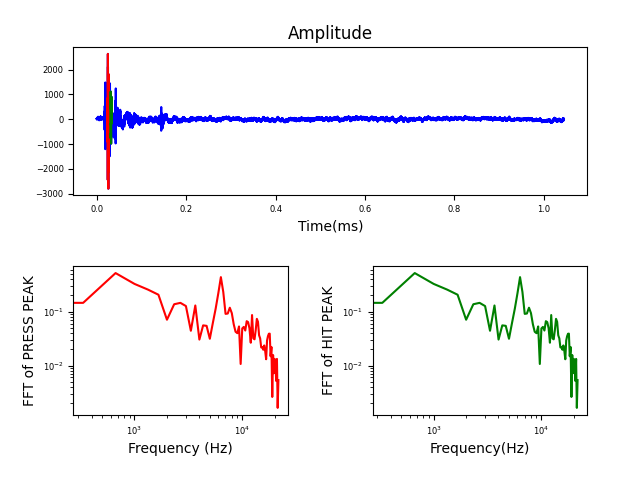 Amplitude
2000
1000
0
−1000
−2000
−3000
0.0 0.2 0.4 0.6 0.8 1.0
Time(ms)
FFT of PRESS PEAK
10⁻¹
10⁻²
10³ 10⁴
Frequency (Hz)
FFT of HIT PEAK
10⁻¹
10⁻²
10³ 10⁴
Frequency(Hz)